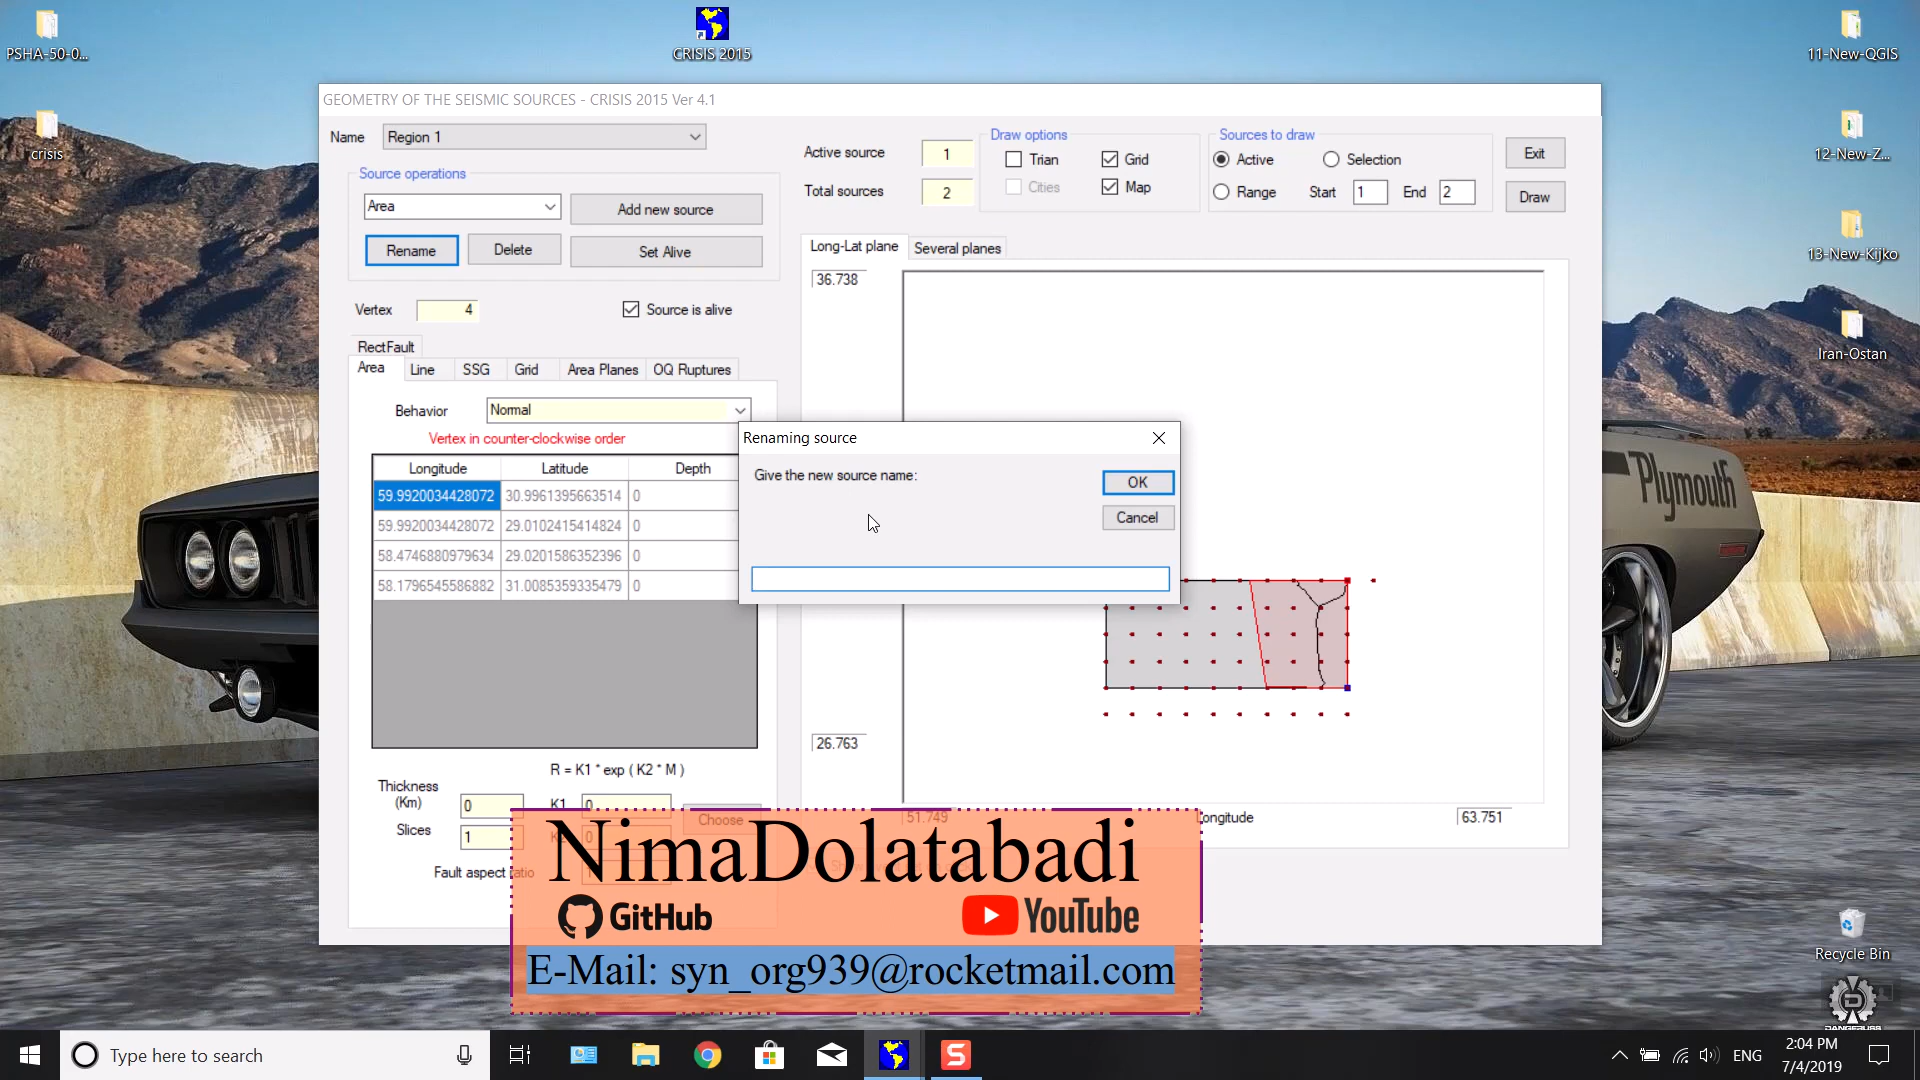 PSHA-50-0...
CRISIS 2015
11-New-QGIS
crisis
12-New-Z...
13-New-Kijko
Iran-Ostan
Recycle Bin
GEOMETRY OF THE SEISMIC SOURCES - CRISIS 2015 Ver 4.1
Name
Region 1
Source operations
Area
Add new source
Rename
Delete
Set Alive
Vertex
4
Source is alive
Active source
1
Total sources
2
Draw options
Trian
Grid
Cities
Map
Sources to draw
Active
Selection
Range
Start
1
End
2
Exit
Draw
RectFault
Area
Line
SSG
Grid
Area Planes
OQ Ruptures
Behavior
Normal
Vertex in counter-clockwise order
Longitude Latitude Depth
59.9920034428072 30.9961395663514 0
59.9920034428072 29.0102415414824 0
58.4746880979634 29.0201586352396 0
58.1796545586882 31.0085359335479 0
R = K1 * exp ( K2 * M )
Thickness
(Km)
0
K1
0
Slices
1
0
Choose
Fault aspect ratio
Long-Lat plane
Several planes
36.738
26.763
51.749
ongitude
63.751
Renaming source
Give the new source name:
OK
Cancel
NimaDolatabadi
GitHub
YouTube
E-Mail: syn_org939@rocketmail.com
Plymouth
Type here to search
ENG
2:04 PM
7/4/2019